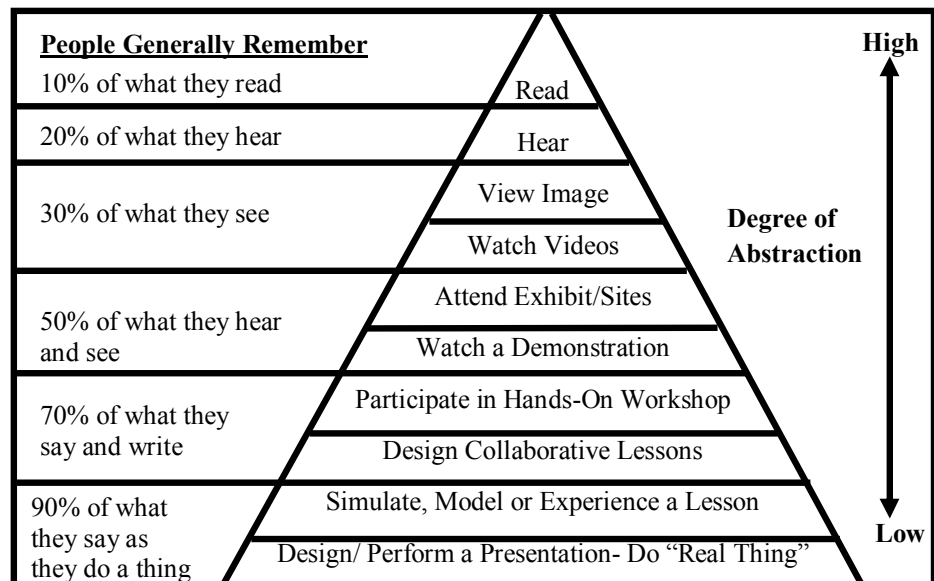 People Generally Remember
10% of what they read
20% of what they hear
30% of what they see
50% of what they hear
and see
70% of what they
say and write
90% of what
they say as
they do a thing
Read
Hear
View Image
Watch Videos
Attend Exhibit/Sites
Watch a Demonstration
Participate in Hands-On Workshop
Design Collaborative Lessons
Simulate, Model or Experience a Lesson
Design/ Perform a Presentation- Do “Real Thing”
High
Degree of
Abstraction
Low